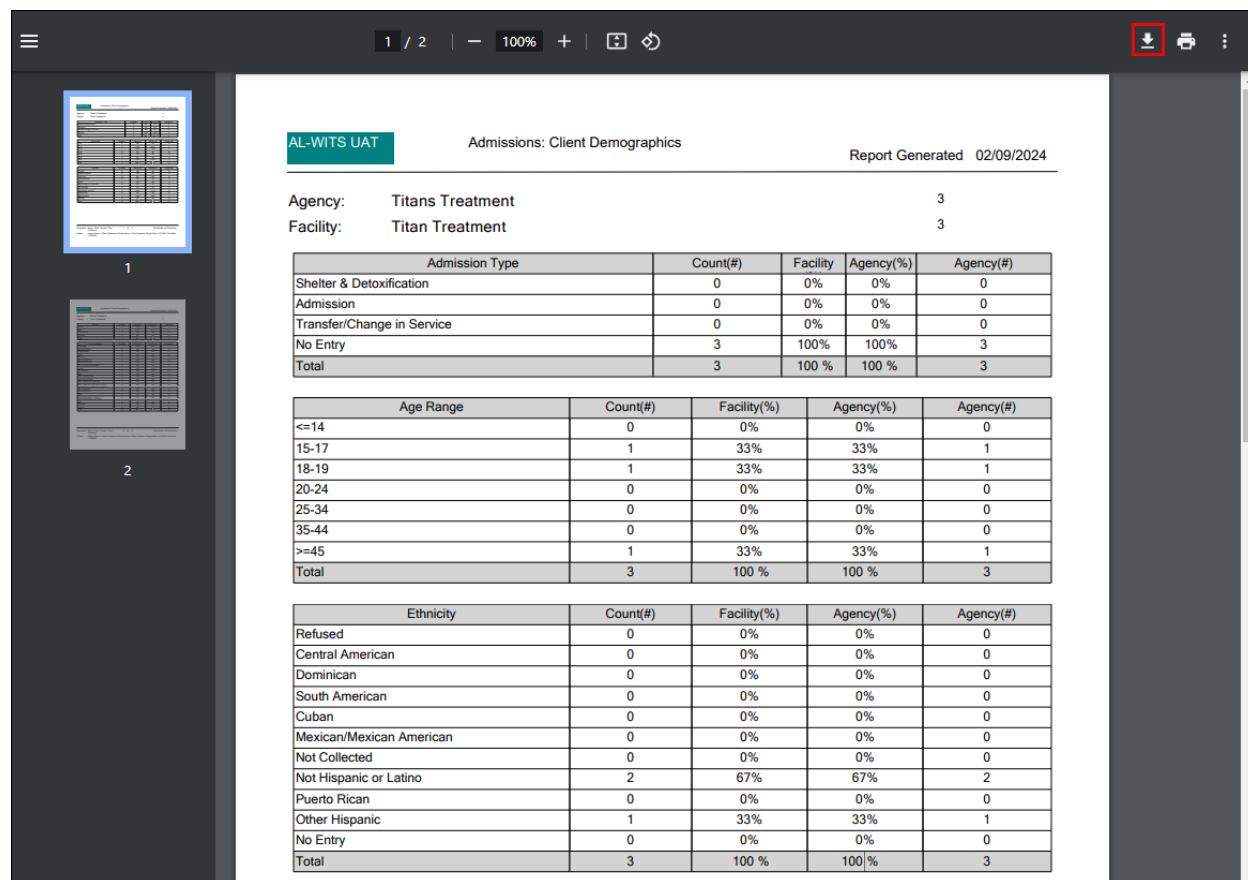 1 / 2 | — 100% + |
AL-WITS UAT Admissions: Client Demographics
Report Generated 02/09/2024
Agency: Titans Treatment 3
Facility: Titan Treatment 3
Admission Type Count(#) Facility Agency(%) Agency(#)
Shelter & Detoxification 0 0% 0% 0
Admission 0 0% 0% 0
Transfer/Change in Service 0 0% 0% 0
No Entry 3 100% 100% 3
Total 3 100 % 100 % 3
Age Range Count(#) Facility(%) Agency(%) Agency(#)
<=14 0 0% 0% 0
15-17 1 33% 33% 1
18-19 1 33% 33% 1
20-24 0 0% 0% 0
25-34 0 0% 0% 0
35-44 0 0% 0% 0
>=45 1 33% 33% 1
Total 3 100 % 100 % 3
Ethnicity Count(#) Facility(%) Agency(%) Agency(#)
Refused 0 0% 0% 0
Central American 0 0% 0% 0
Dominican 0 0% 0% 0
South American 0 0% 0% 0
Cuban 0 0% 0% 0
Mexican/Mexican American 0 0% 0% 0
Not Collected 0 0% 0% 0
Not Hispanic or Latino 2 67% 67% 2
Puerto Rican 0 0% 0% 0
Other Hispanic 1 33% 33% 1
No Entry 0 0% 0% 0
Total 3 100 % 100 % 3
1
2